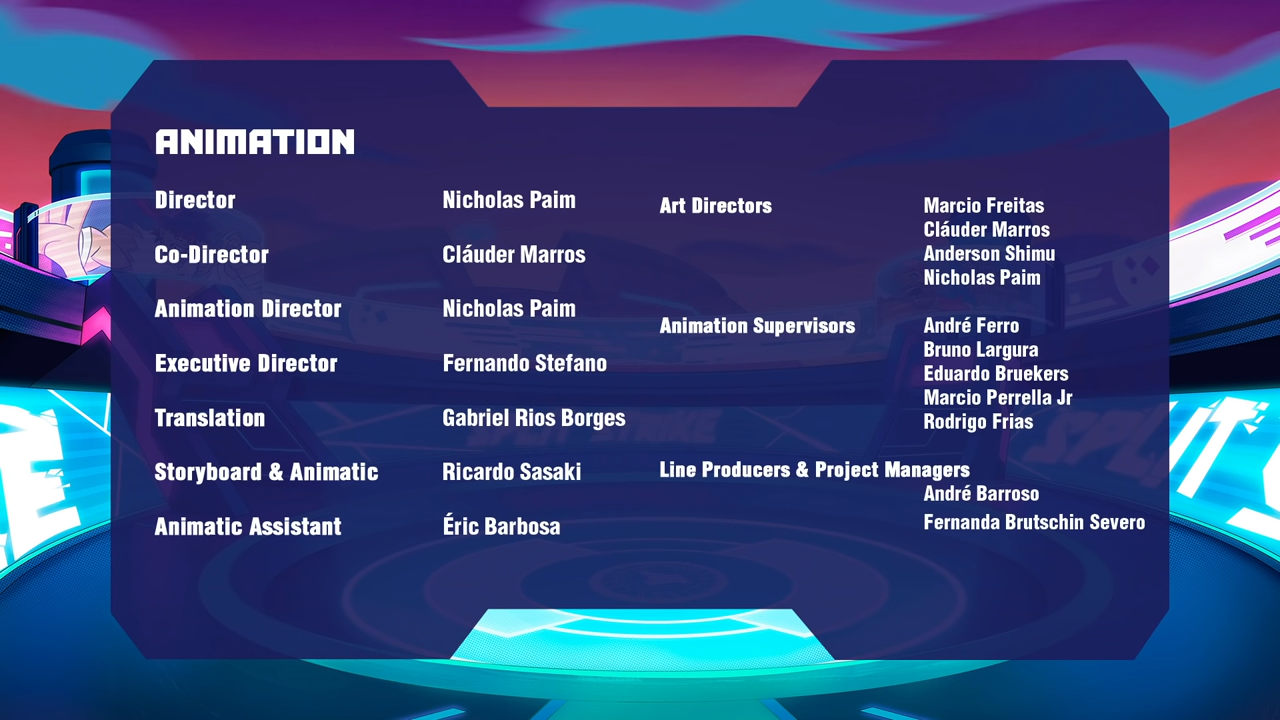 ANIMATION
Director Nicholas Paim
Co-Director Cláuder Marros
Animation Director Nicholas Paim
Executive Director Fernando Stefano
Translation Gabriel Rios Borges
Storyboard & Animatic Ricardo Sasaki
Animatic Assistant Éric Barbosa
Art Directors Marcio Freitas
Cláuder Marros
Anderson Shimu
Nicholas Paim
Animation Supervisors André Ferro
Bruno Largura
Eduardo Bruekers
Marcio Perrella Jr
Rodrigo Frias
Line Producers & Project Managers
André Barroso
Fernanda Brutschin Severo